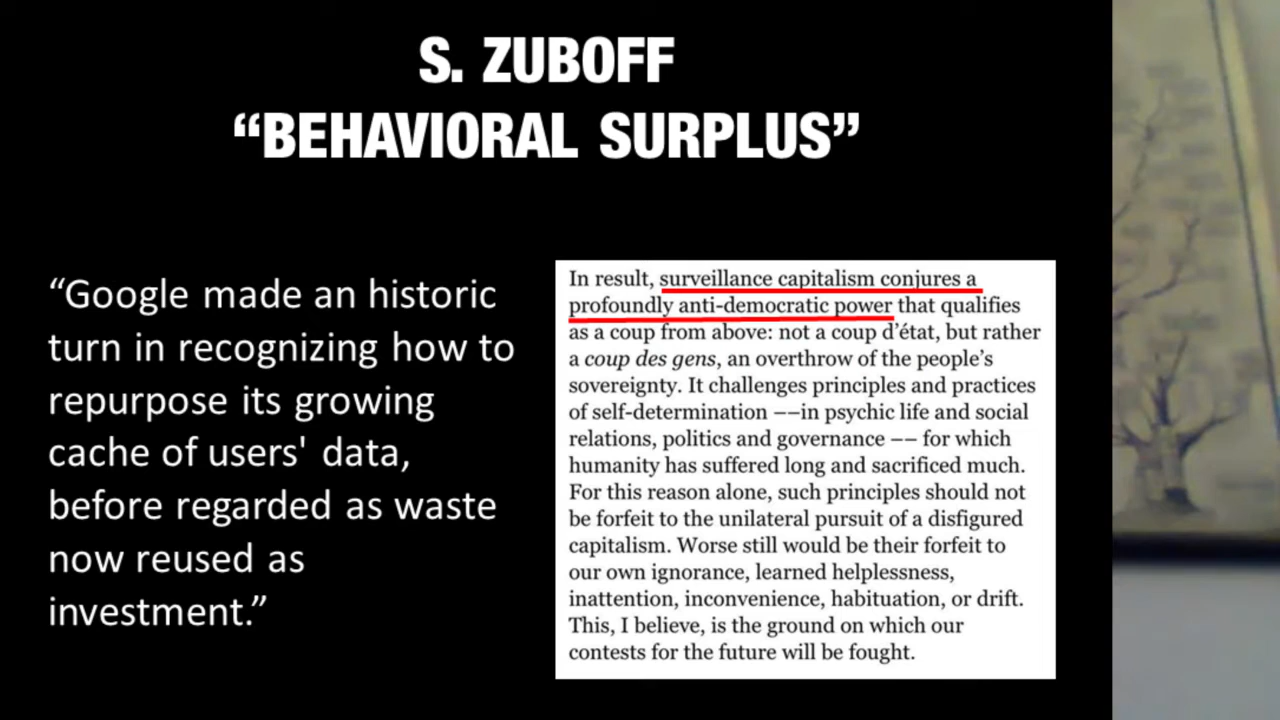 S. ZUBOFF
“BEHAVIORAL SURPLUS”
“Google made an historic
turn in recognizing how to
repurpose its growing
cache of users' data,
before regarded as waste
now reused as
investment.”
In result, surveillance capitalism conjures a
profoundly anti-democratic power that qualifies
as a coup from above: not a coup d’état, but rather
a coup des gens, an overthrow of the people’s
sovereignty. It challenges principles and practices
of self-determination ––in psychic life and social
relations, politics and governance –– for which
humanity has suffered long and sacrificed much.
For this reason alone, such principles should not
be forfeit to the unilateral pursuit of a disfigured
capitalism. Worse still would be their forfeit to
our own ignorance, learned helplessness,
inattention, inconvenience, habituation, or drift.
This, I believe, is the ground on which our
contests for the future will be fought.